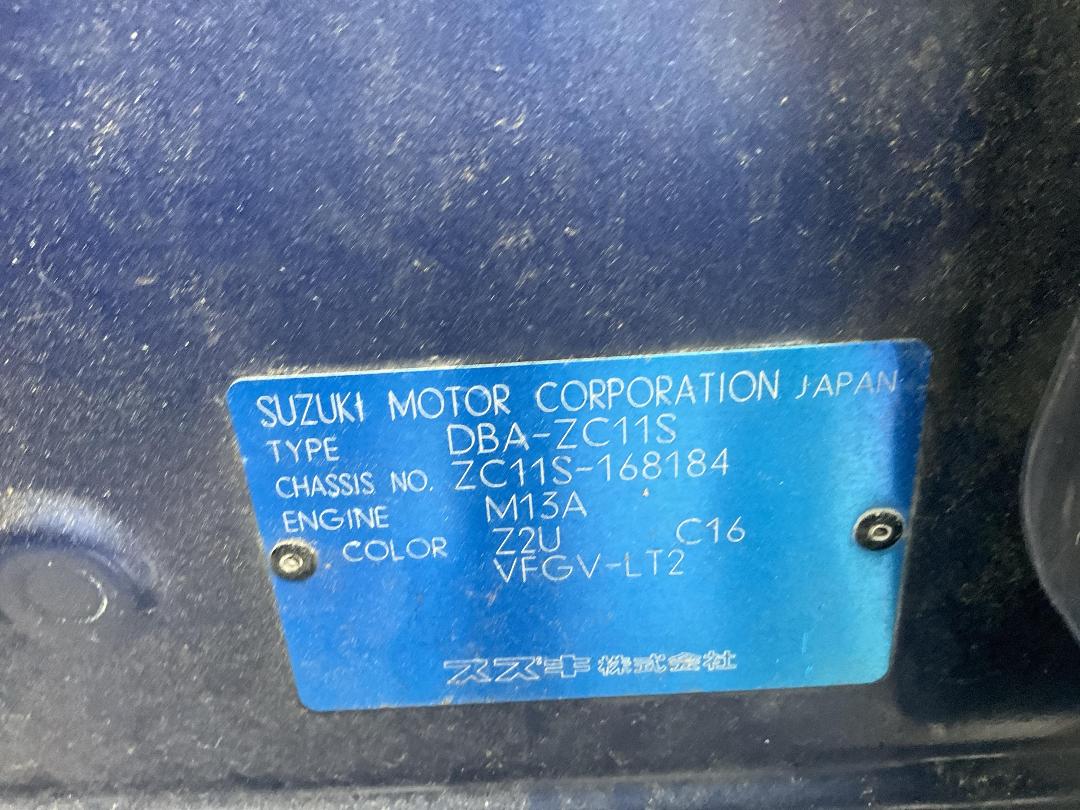 SUZUKI MOTOR CORPORATION JAPAN
TYPE DBA-ZC11S
CHASSIS NO. ZC11S-168184
ENGINE M13A
COLOR Z2U C16
VFGV-LT2
スズキ株式会社